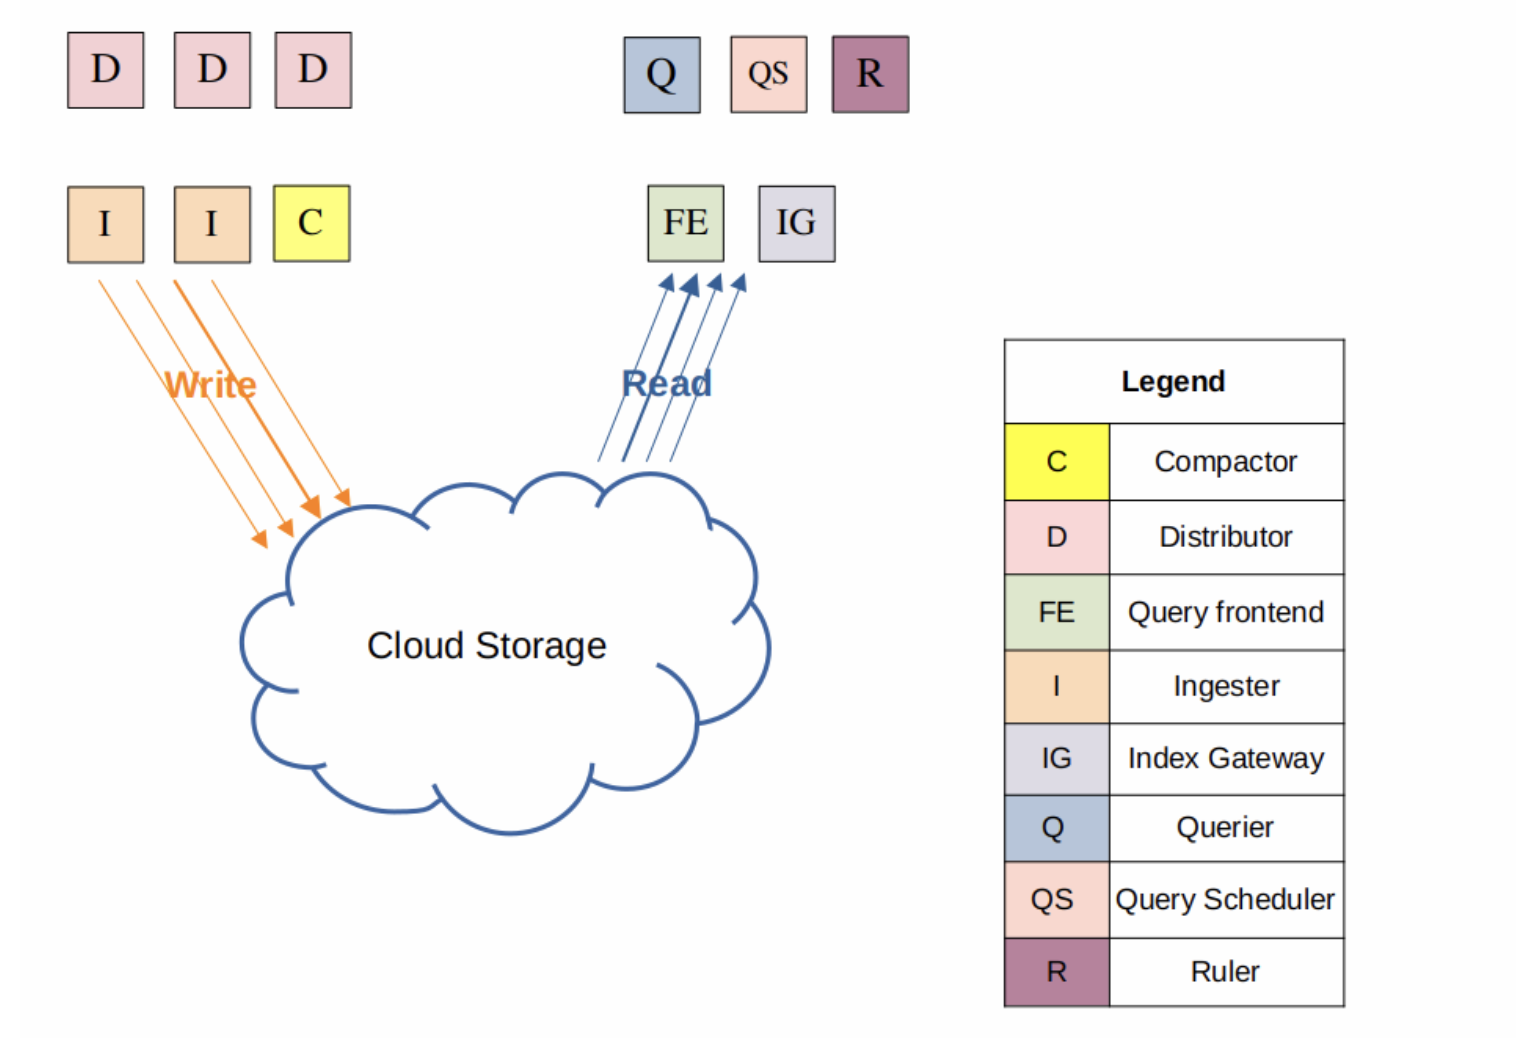 D D D
Q QS R
I I C
FE IG
Write
Read
Cloud Storage
Legend
C Compactor
D Distributor
FE Query frontend
I Ingester
IG Index Gateway
Q Querier
QS Query Scheduler
R Ruler